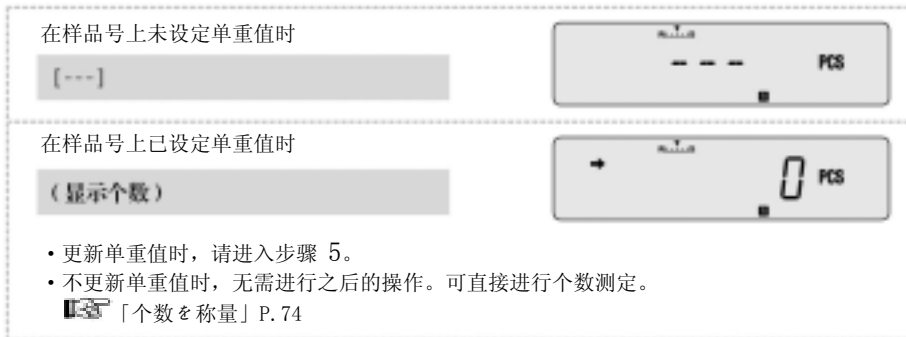 在样品号上未设定单重值时
[---]
--- PCS
在样品号上已设定单重值时
（显示个数）
0 PCS
・更新单重值时，请进入步骤 5。
・不更新单重值时，无需进行之后的操作。可直接进行个数测定。
「个数を称量」P.74